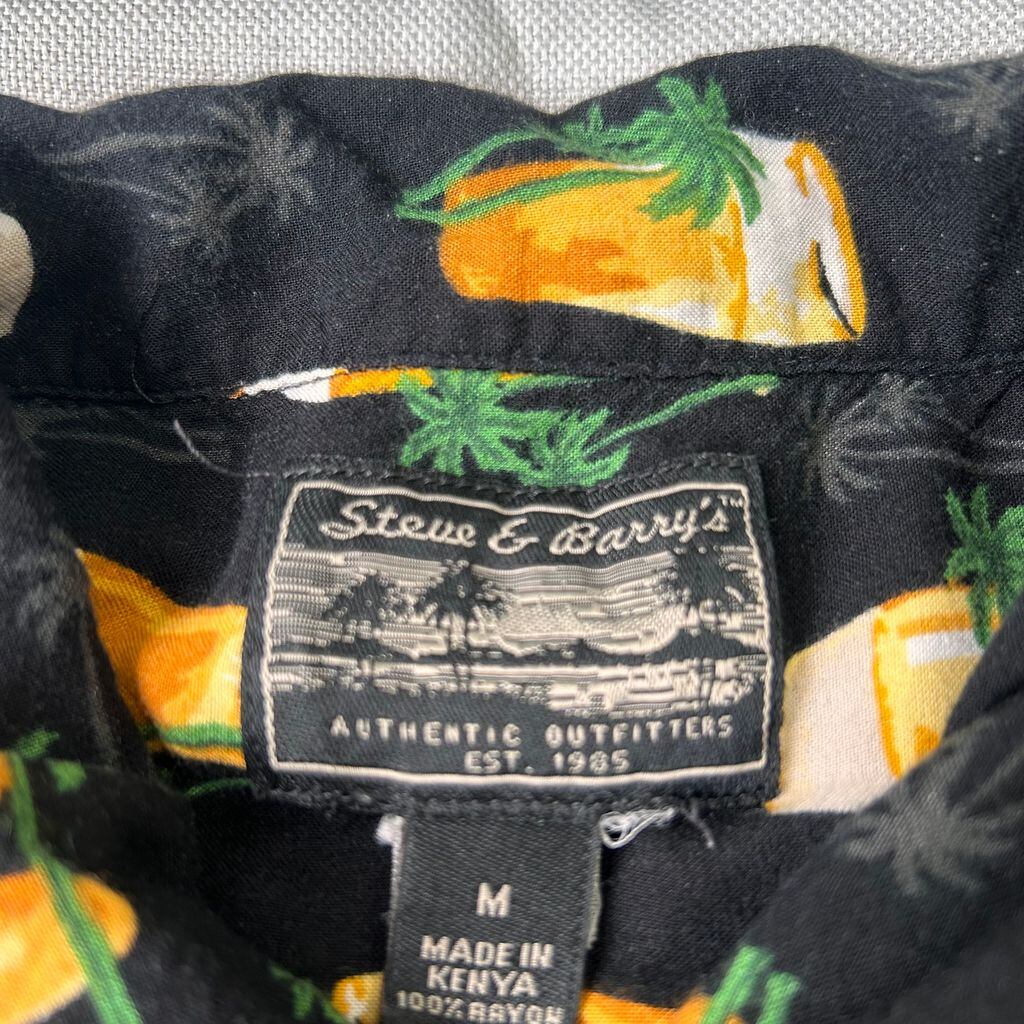 Steve & Barry's™
AUTHENTIC OUTFITTERS
EST. 1985
M
MADE IN
KENYA
100% RAYON